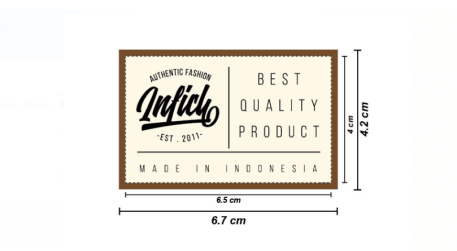 AUTHENTIC FASHION
Infich
-EST. 2011-
BEST
QUALITY
PRODUCT
MADE IN INDONESIA
4 cm
4.2 cm
6.5 cm
6.7 cm